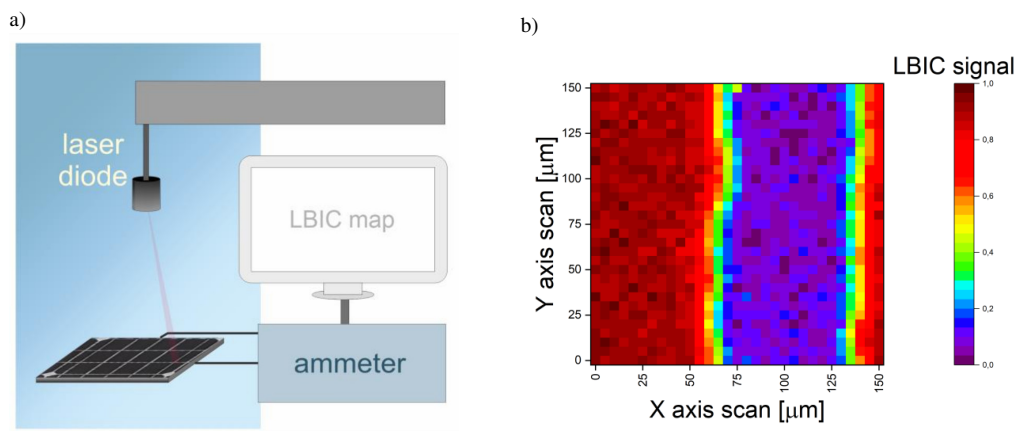 a)
laser
diode
LBIC map
ammeter
b)
LBIC signal
1,0
0,8
0,6
0,4
0,2
0,0
Y axis scan [μm]
150
125
100
75
50
25
0
0
25
50
75
100
125
150
X axis scan [μm]